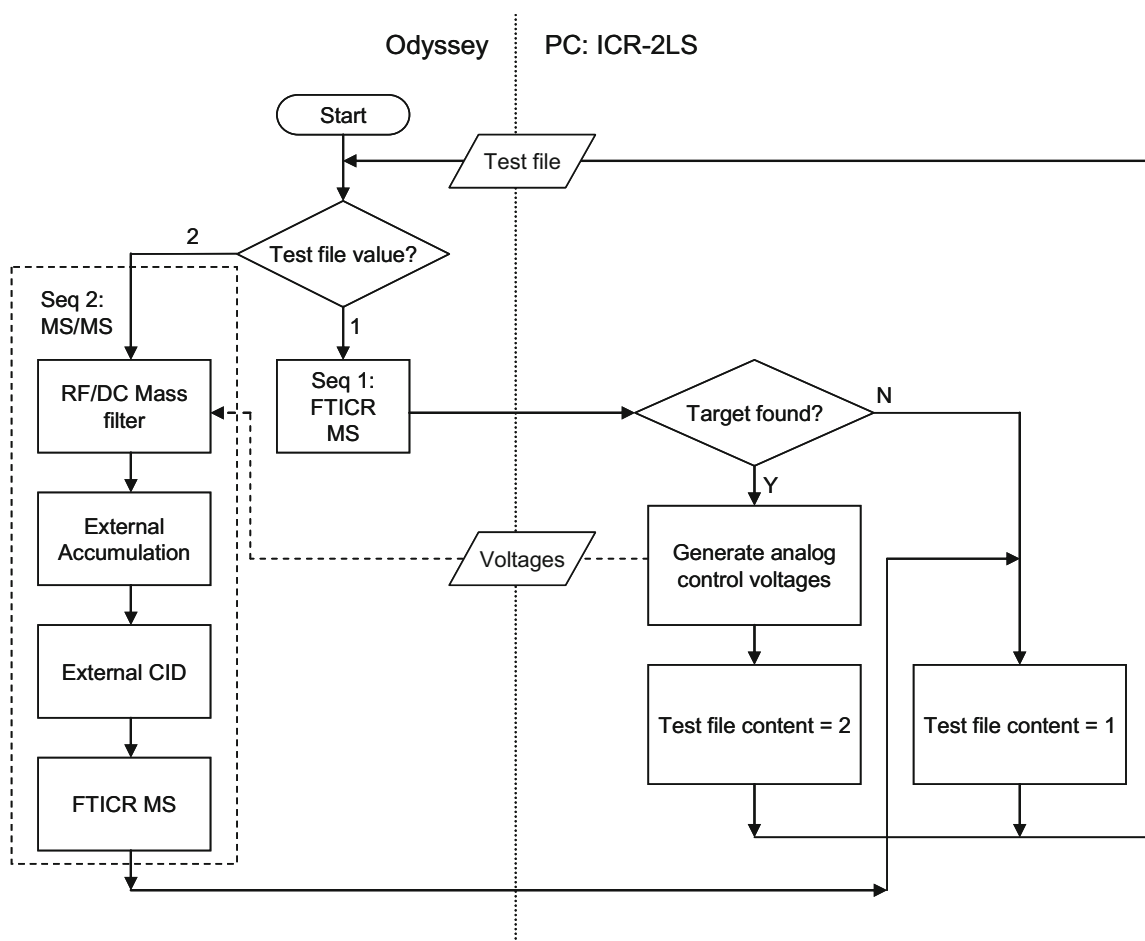 Odyssey
PC: ICR-2LS
Start
Test file
Test file value?
2
1
Seq 2:
MS/MS
RF/DC Mass
filter
Seq 1:
FTICR
MS
Target found?
N
Y
External
Accumulation
Voltages
Generate analog
control voltages
External CID
Test file content = 2
Test file content = 1
FTICR MS